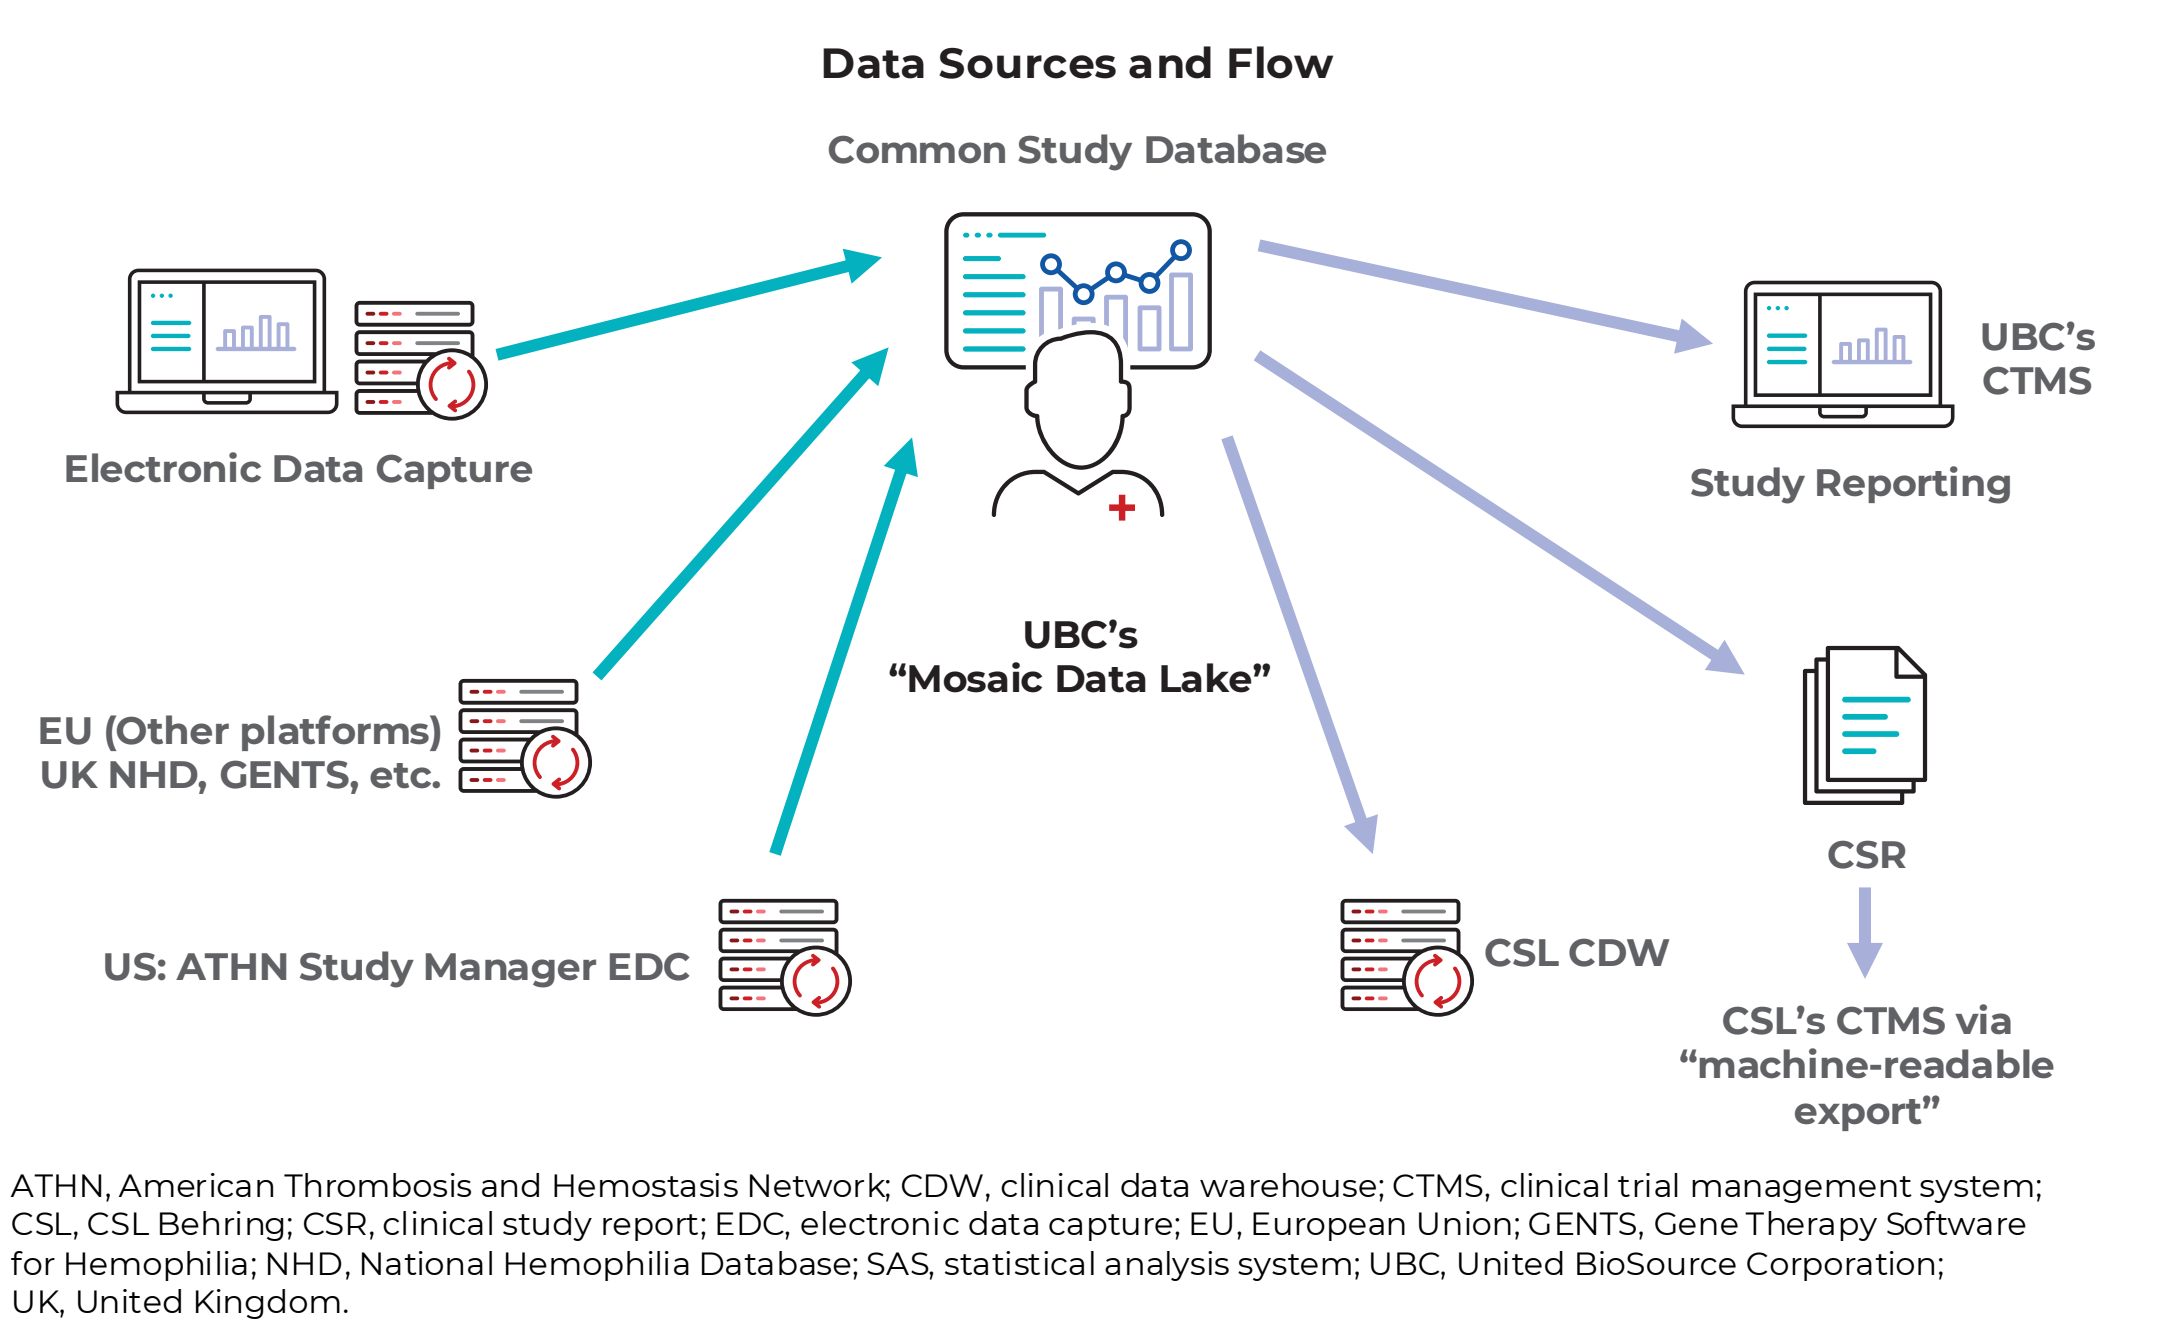 Data Sources and Flow
Common Study Database
Electronic Data Capture
UBC’s
CTMS
Study Reporting
UBC’s
“Mosaic Data Lake”
EU (Other platforms)
UK NHD, GENTS, etc.
US: ATHN Study Manager EDC
CSL CDW
CSR
CSL’s CTMS via
“machine-readable
export”
ATHN, American Thrombosis and Hemostasis Network; CDW, clinical data warehouse; CTMS, clinical trial management system;
CSL, CSL Behring; CSR, clinical study report; EDC, electronic data capture; EU, European Union; GENTS, Gene Therapy Software
for Hemophilia; NHD, National Hemophilia Database; SAS, statistical analysis system; UBC, United BioSource Corporation;
UK, United Kingdom.